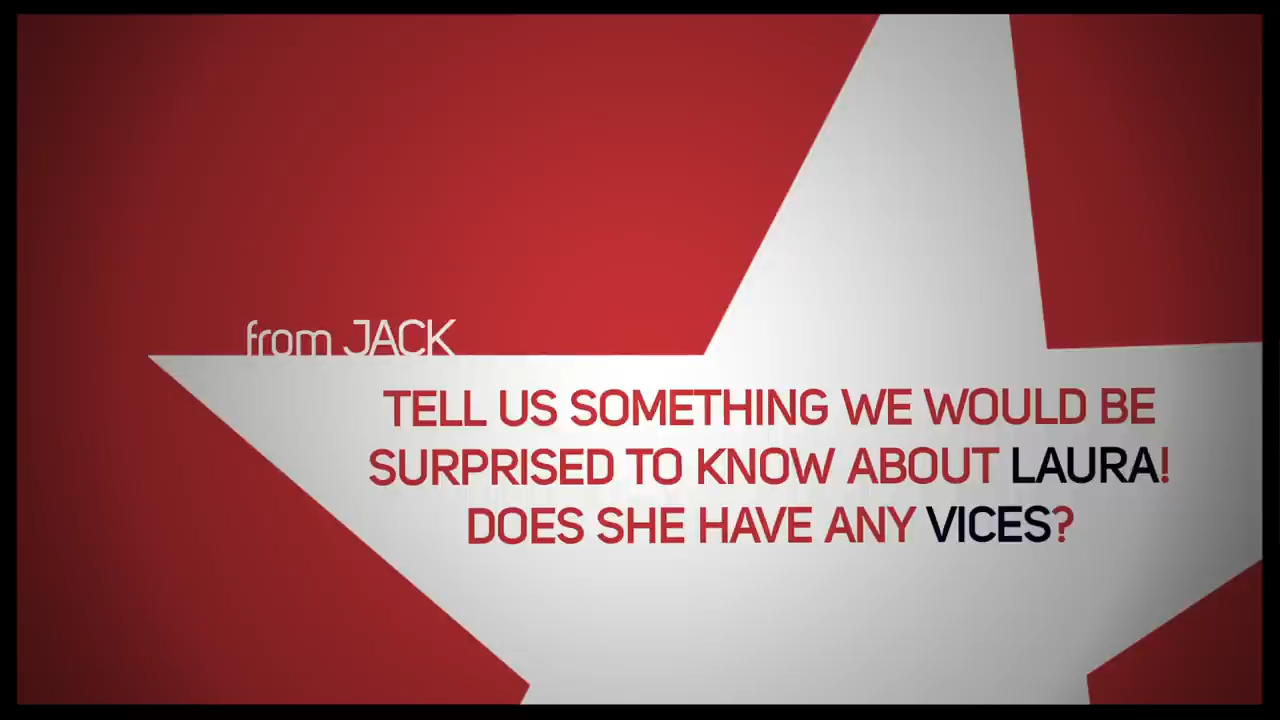 from JACK
TELL US SOMETHING WE WOULD BE
SURPRISED TO KNOW ABOUT LAURA!
DOES SHE HAVE ANY VICES?